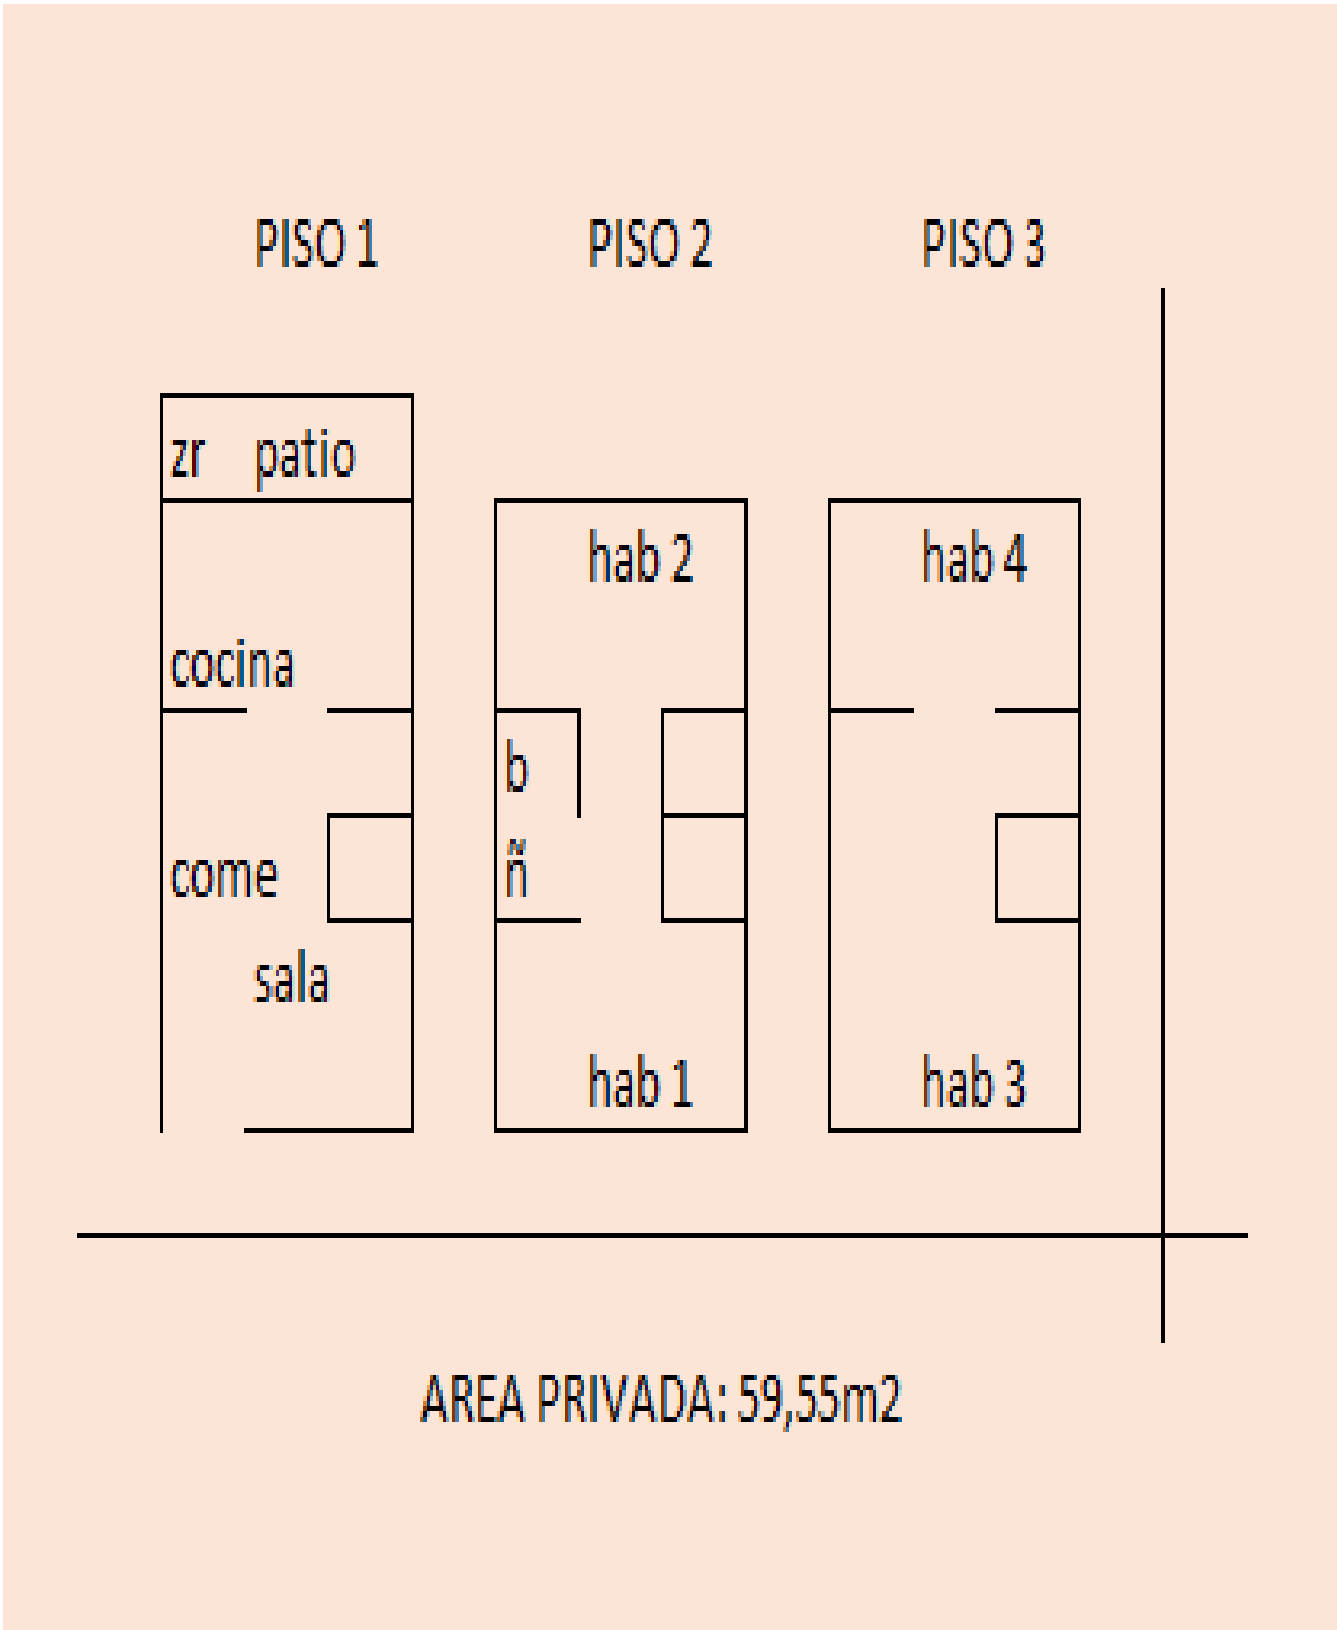 PISO 1 PISO 2 PISO 3
zr patio
hab 2 hab 4
cocina
b
come ñ
sala
hab 1 hab 3
AREA PRIVADA: 59,55m2